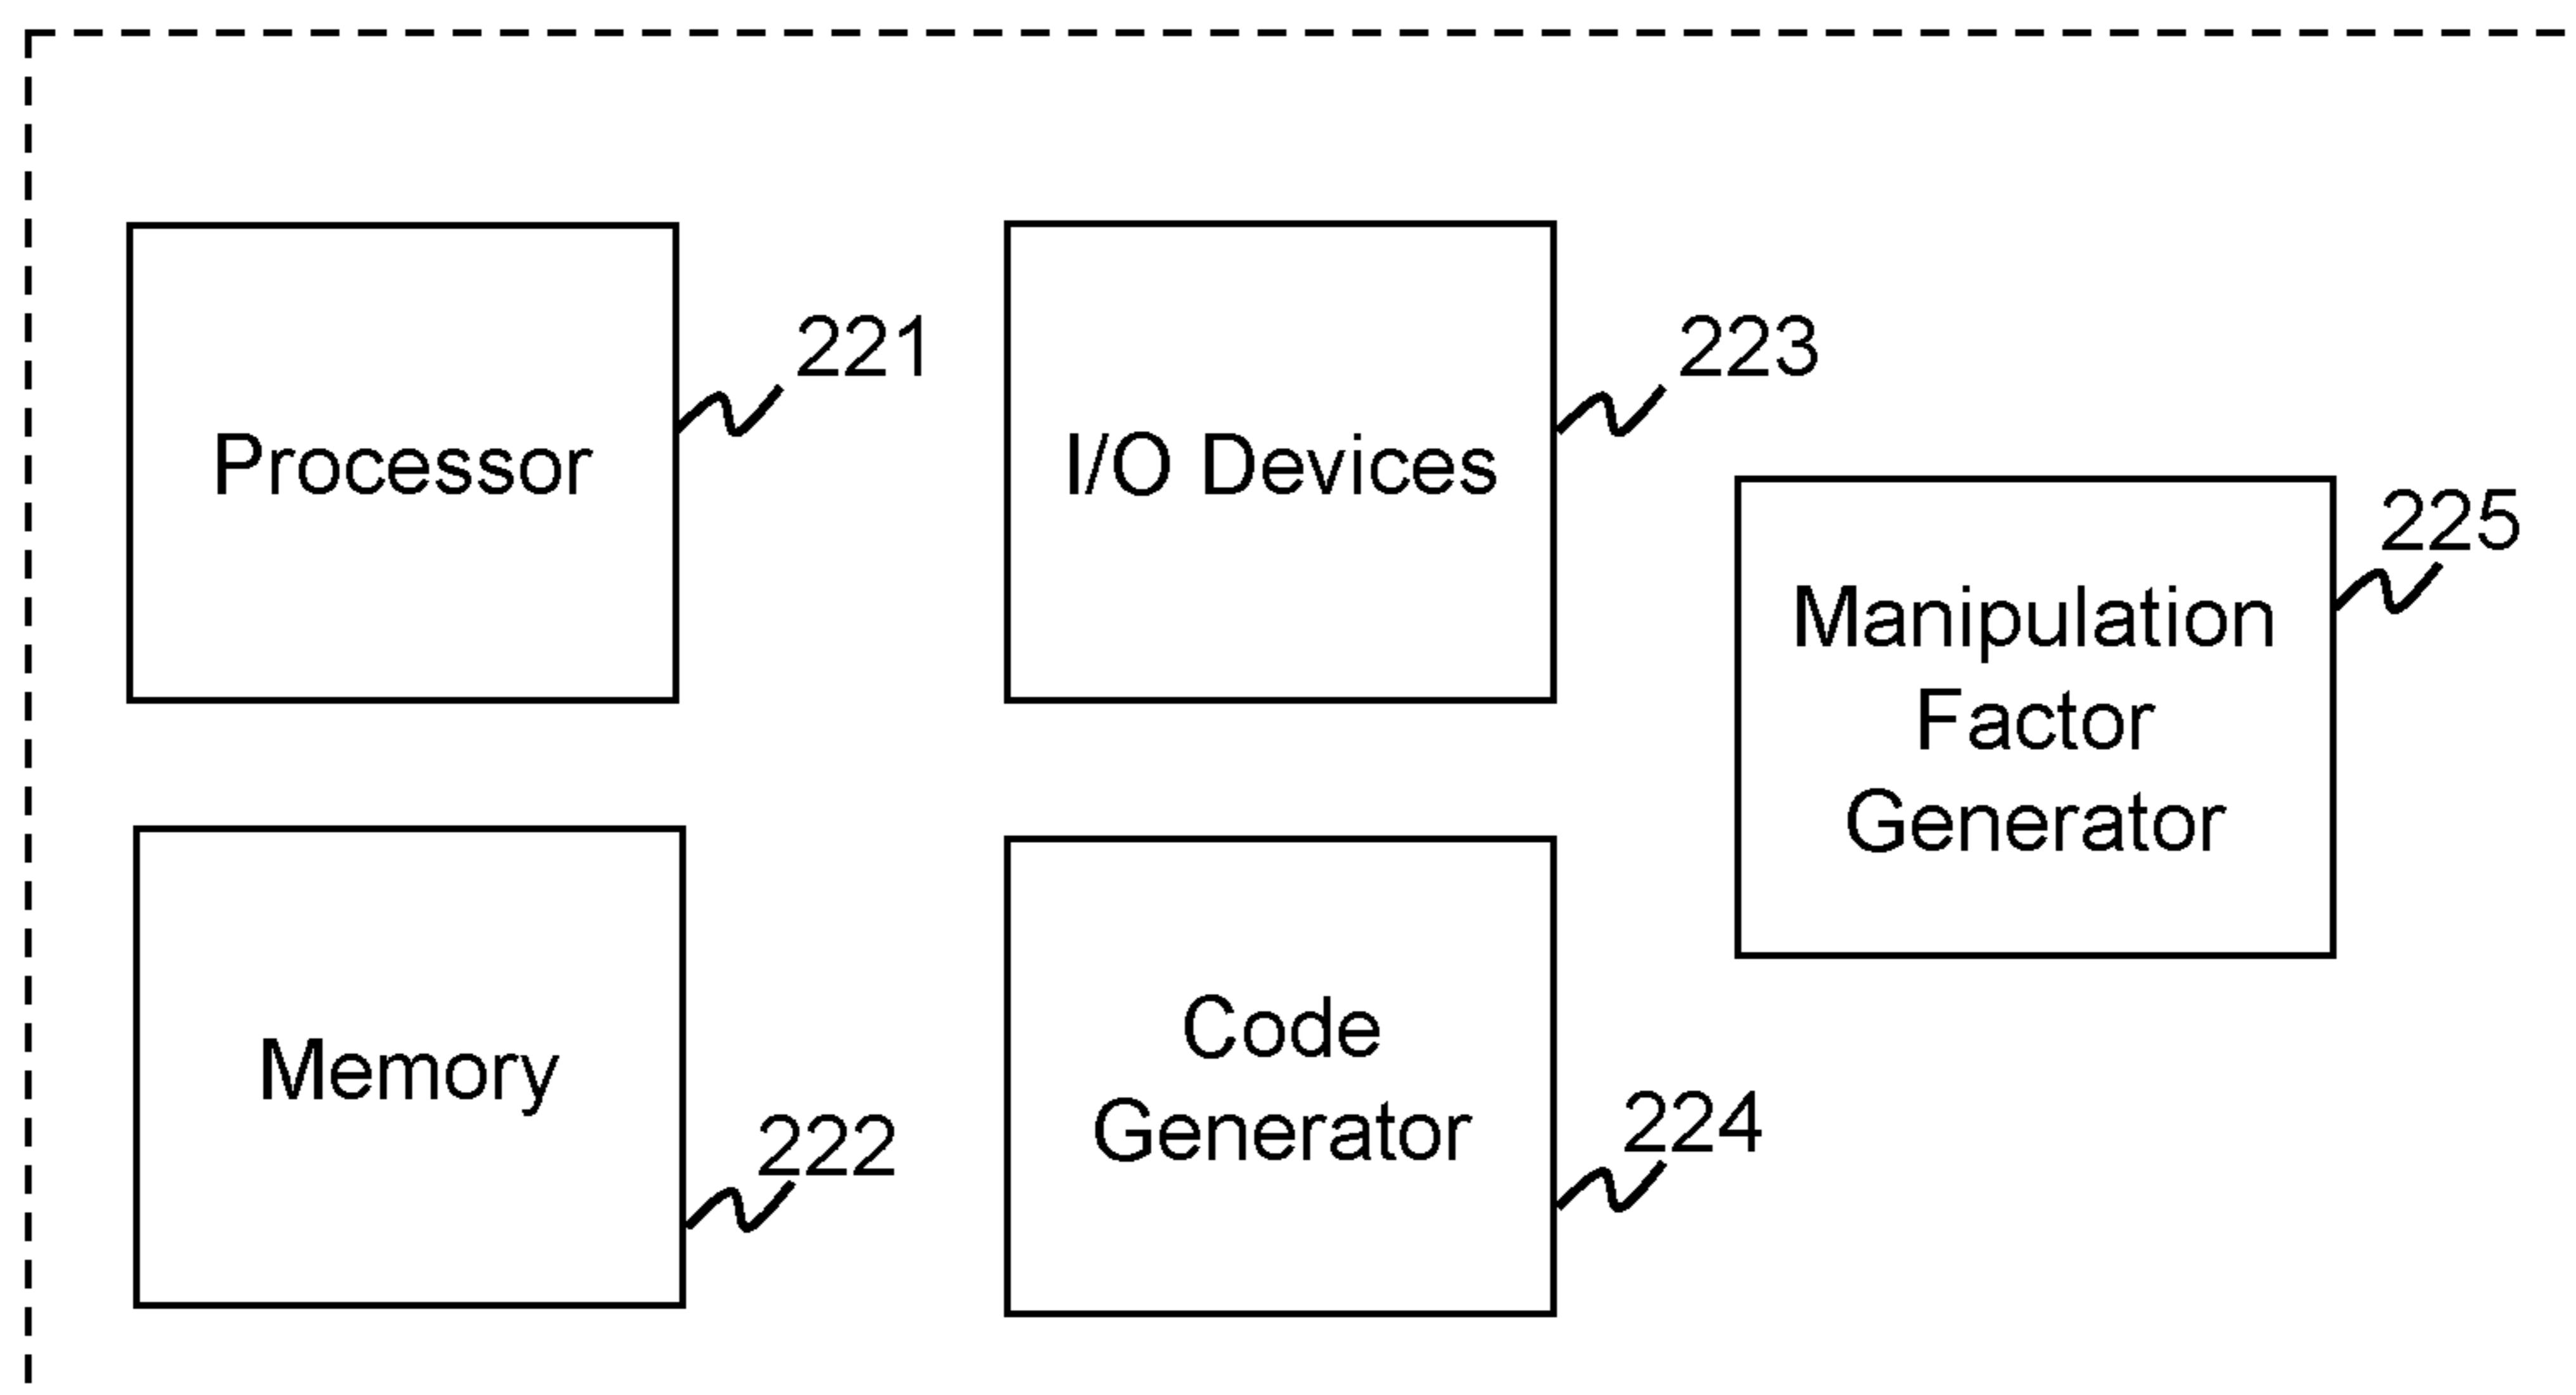 Processor
221
I/O Devices
223
Manipulation
Factor
Generator
225
Memory
222
Code
Generator
224